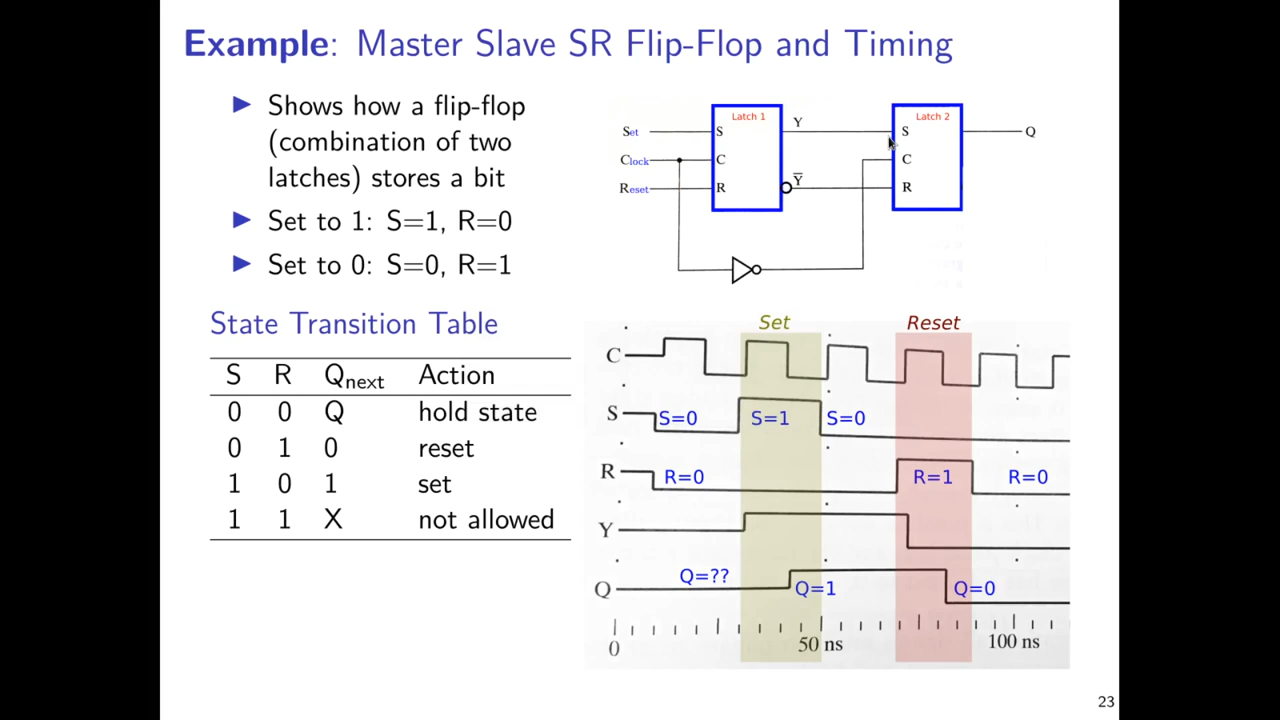 Example: Master Slave SR Flip-Flop and Timing
▶ Shows how a flip-flop
(combination of two
latches) stores a bit
▶ Set to 1: S=1, R=0
▶ Set to 0: S=0, R=1
State Transition Table
S R Qnext Action
0 0 Q hold state
0 1 0 reset
1 0 1 set
1 1 X not allowed
Latch 1 Latch 2
Set S Y S Q
Clock C C
Reset R Y̅ R
Set Reset
C
S S=0 S=1 S=0
R R=0 R=1 R=0
Y
Q Q=?? Q=1 Q=0
0 50 ns 100 ns
23